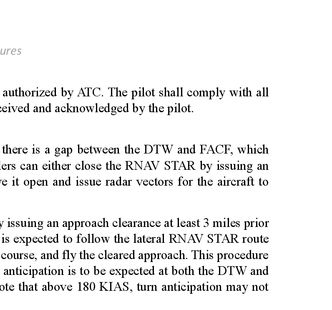 ures
authorized by ATC. The pilot shall comply with all
eived and acknowledged by the pilot.
there is a gap between the DTW and FACF, which
ers can either close the RNAV STAR by issuing an
e it open and issue radar vectors for the aircraft to
y issuing an approach clearance at least 3 miles prior
is expected to follow the lateral RNAV STAR route
course, and fly the cleared approach. This procedure
anticipation is to be expected at both the DTW and
ote that above 180 KIAS, turn anticipation may not